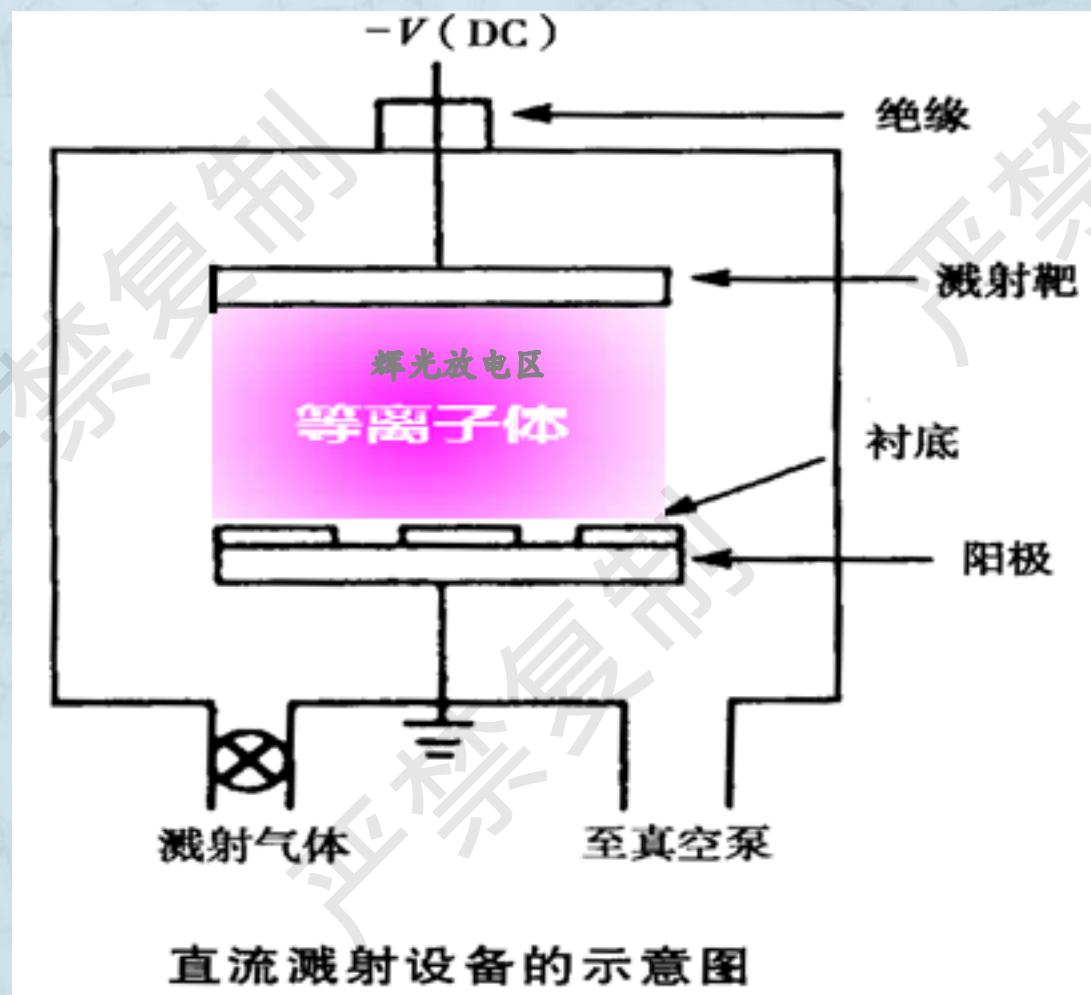 -V(DC)
绝缘
溅射靶
辉光放电区
等离子体
衬底
阳极
溅射气体
至真空泵
直流溅射设备的示意图
严禁复制
严禁复制
严禁